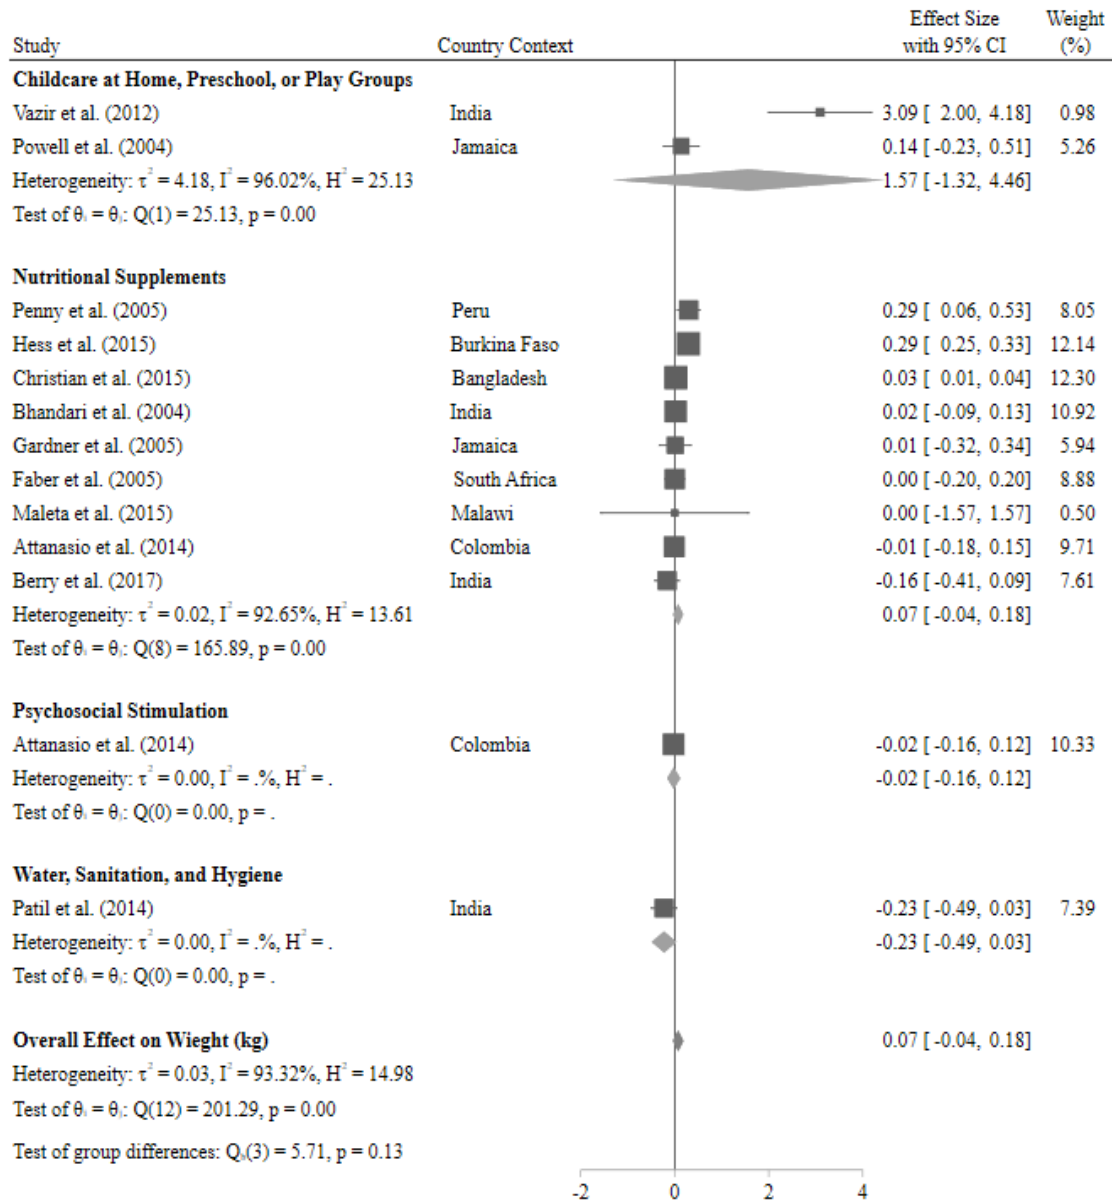 Effect Size Weight
Study Country Context with 95% CI (%)
Childcare at Home, Preschool, or Play Groups
Vazir et al. (2012) India 3.09 [ 2.00, 4.18] 0.98
Powell et al. (2004) Jamaica 0.14 [ -0.23, 0.51] 5.26
Heterogeneity: τ² = 4.18, I² = 96.02%, H² = 25.13 1.57 [ -1.32, 4.46]
Test of θᵢ = θⱼ: Q(1) = 25.13, p = 0.00
Nutritional Supplements
Penny et al. (2005) Peru 0.29 [ 0.06, 0.53] 8.05
Hess et al. (2015) Burkina Faso 0.29 [ 0.25, 0.33] 12.14
Christian et al. (2015) Bangladesh 0.03 [ 0.01, 0.04] 12.30
Bhandari et al. (2004) India 0.02 [ -0.09, 0.13] 10.92
Gardner et al. (2005) Jamaica 0.01 [ -0.32, 0.34] 5.94
Faber et al. (2005) South Africa 0.00 [ -0.20, 0.20] 8.88
Maleta et al. (2015) Malawi 0.00 [ -1.57, 1.57] 0.50
Attanasio et al. (2014) Colombia -0.01 [ -0.18, 0.15] 9.71
Berry et al. (2017) India -0.16 [ -0.41, 0.09] 7.61
Heterogeneity: τ² = 0.02, I² = 92.65%, H² = 13.61 0.07 [ -0.04, 0.18]
Test of θᵢ = θⱼ: Q(8) = 165.89, p = 0.00
Psychosocial Stimulation
Attanasio et al. (2014) Colombia -0.02 [ -0.16, 0.12] 10.33
Heterogeneity: τ² = 0.00, I² = .%, H² = . -0.02 [ -0.16, 0.12]
Test of θᵢ = θⱼ: Q(0) = 0.00, p = .
Water, Sanitation, and Hygiene
Patil et al. (2014) India -0.23 [ -0.49, 0.03] 7.39
Heterogeneity: τ² = 0.00, I² = .%, H² = . -0.23 [ -0.49, 0.03]
Test of θᵢ = θⱼ: Q(0) = 0.00, p = .
Overall Effect on Wieght (kg) 0.07 [ -0.04, 0.18]
Heterogeneity: τ² = 0.03, I² = 93.32%, H² = 14.98
Test of θᵢ = θⱼ: Q(12) = 201.29, p = 0.00
Test of group differences: Q_b(3) = 5.71, p = 0.13
-2 0 2 4